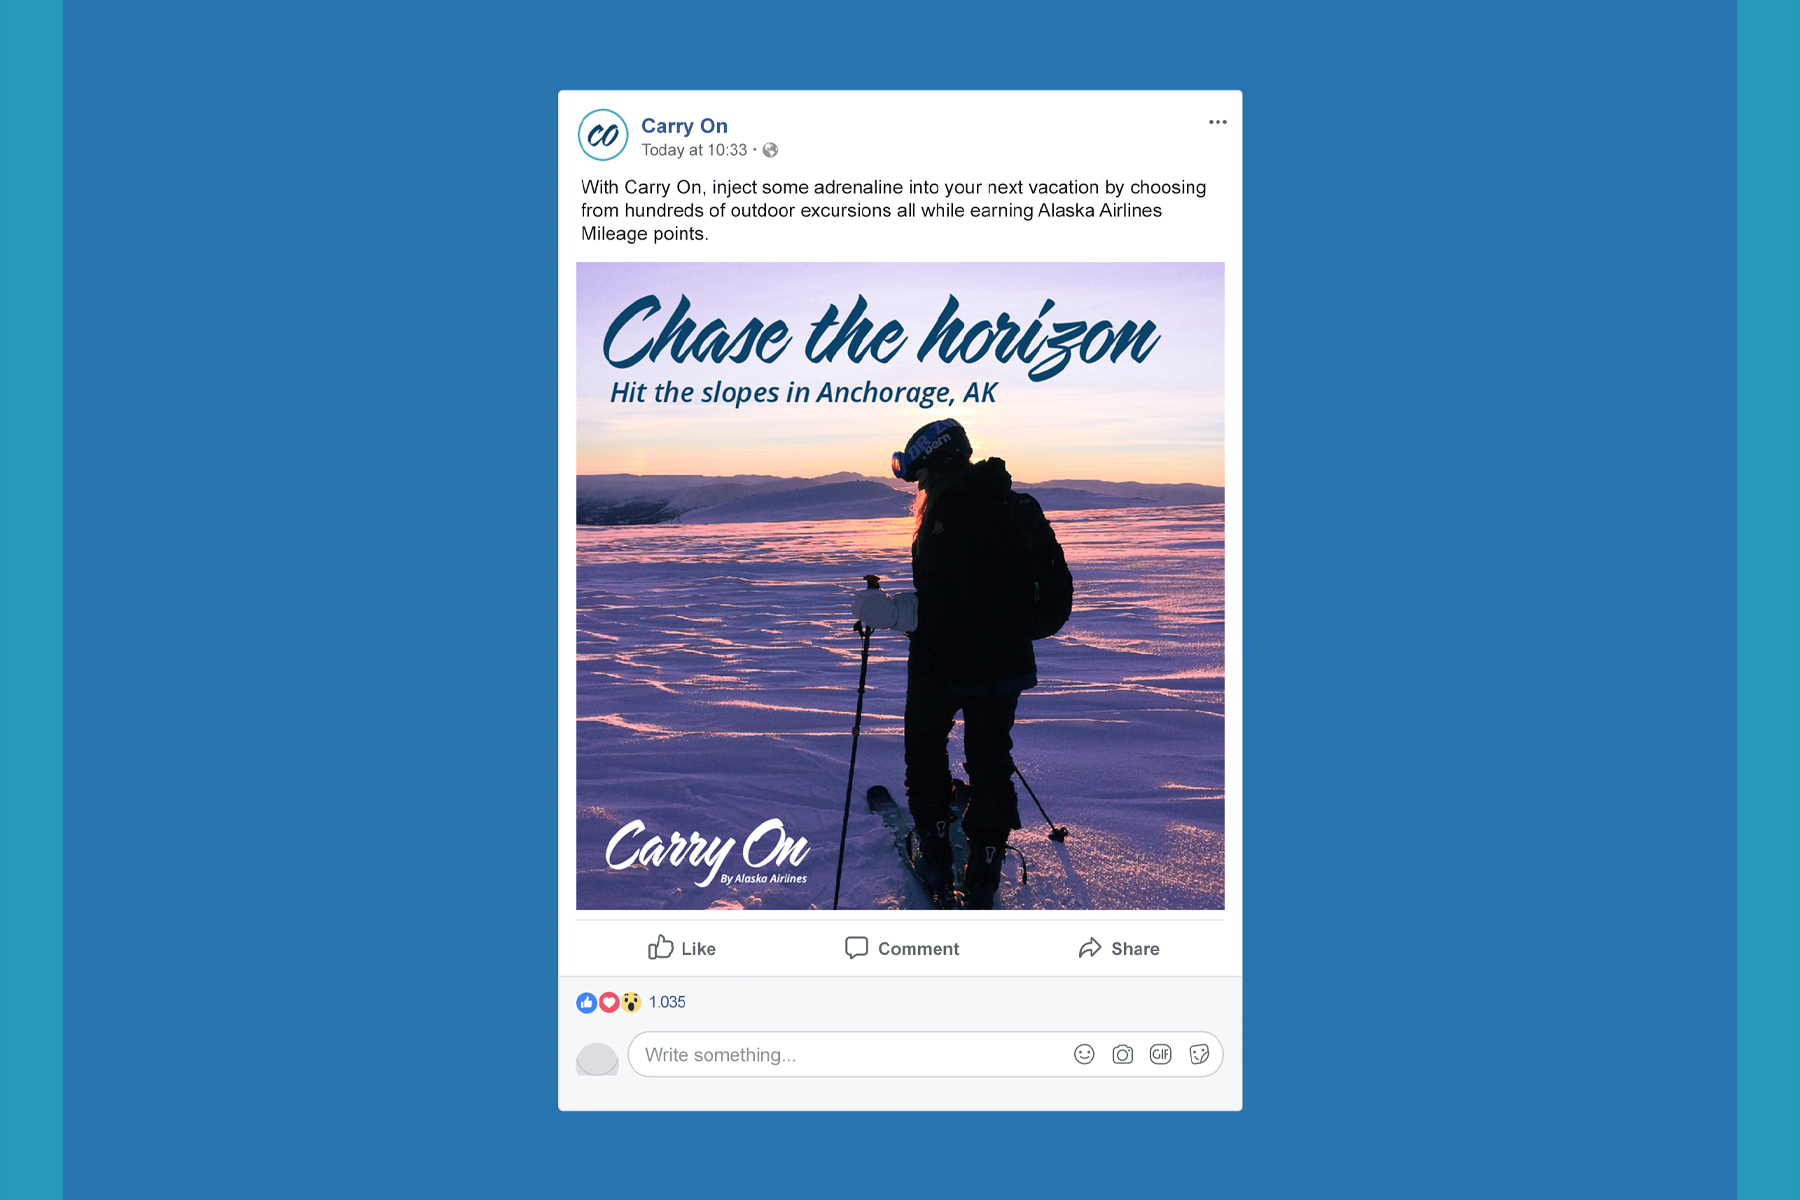 CO
Carry On
Today at 10:33 ·
With Carry On, inject some adrenaline into your next vacation by choosing
from hundreds of outdoor excursions all while earning Alaska Airlines
Mileage points.
Chase the horizon
Hit the slopes in Anchorage, AK
bern
Carry On
By Alaska Airlines
Like
Comment
Share
1.035
Write something...
GIF